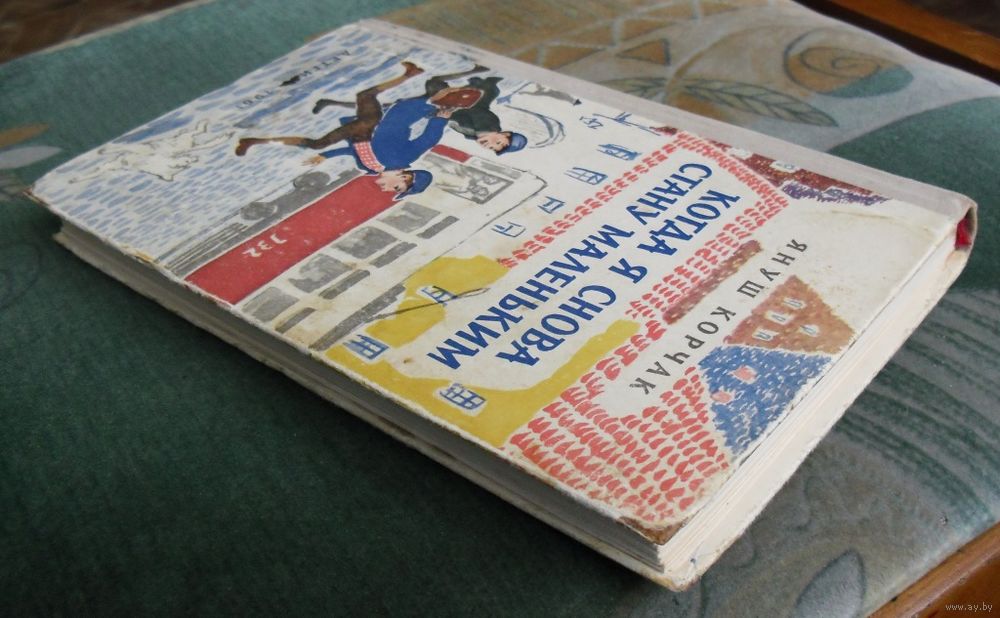 ЯНУШ КОРЧАК
КОГДА Я СНОВА
СТАНУ МАЛЕНЬКИМ
www.ay.by